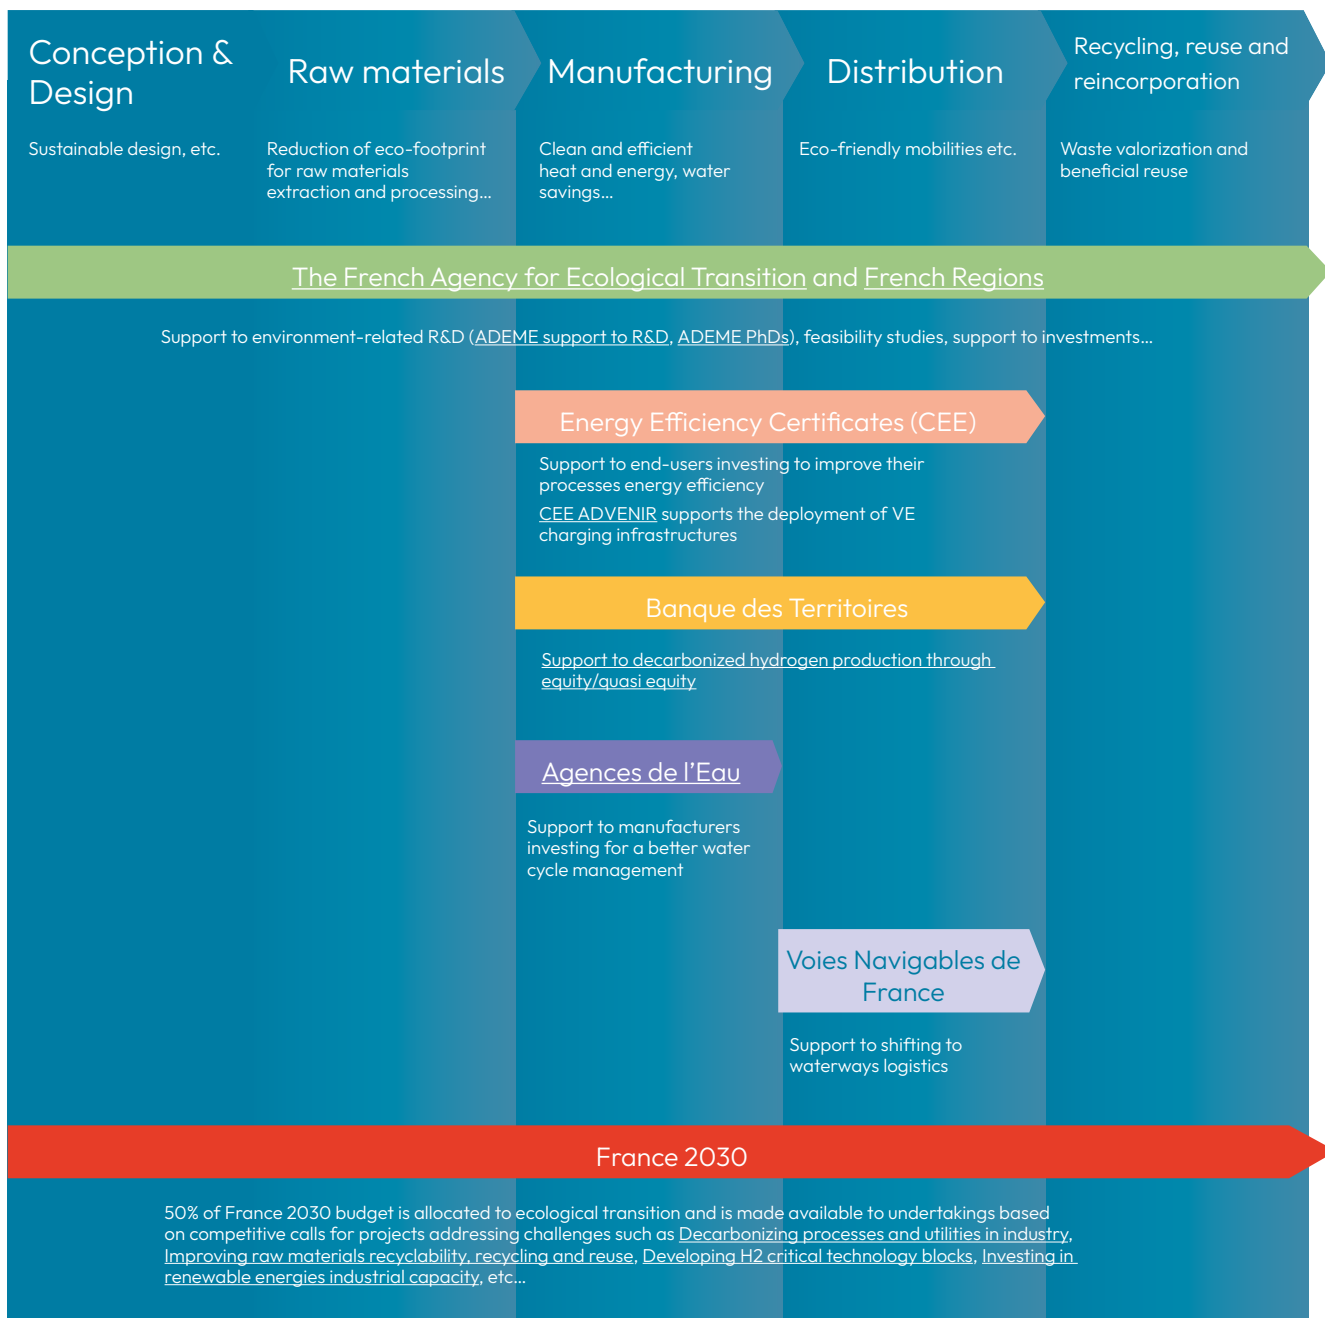 Conception &
Design
Raw materials
Manufacturing
Distribution
Recycling, reuse and
reincorporation
Sustainable design, etc.
Reduction of eco-footprint
for raw materials
extraction and processing...
Clean and efficient
heat and energy, water
savings...
Eco-friendly mobilities etc.
Waste valorization and
beneficial reuse
The French Agency for Ecological Transition and French Regions
Support to environment-related R&D (ADEME support to R&D, ADEME PhDs), feasibility studies, support to investments...
Energy Efficiency Certificates (CEE)
Support to end-users investing to improve their
processes energy efficiency
CEE ADVENIR supports the deployment of VE
charging infrastructures
Banque des Territoires
Support to decarbonized hydrogen production through
equity/quasi equity
Agences de l'Eau
Support to manufacturers
investing for a better water
cycle management
Voies Navigables de
France
Support to shifting to
waterways logistics
France 2030
50% of France 2030 budget is allocated to ecological transition and is made available to undertakings based
on competitive calls for projects addressing challenges such as Decarbonizing processes and utilities in industry,
Improving raw materials recyclability, recycling and reuse, Developing H2 critical technology blocks, Investing in
renewable energies industrial capacity, etc...